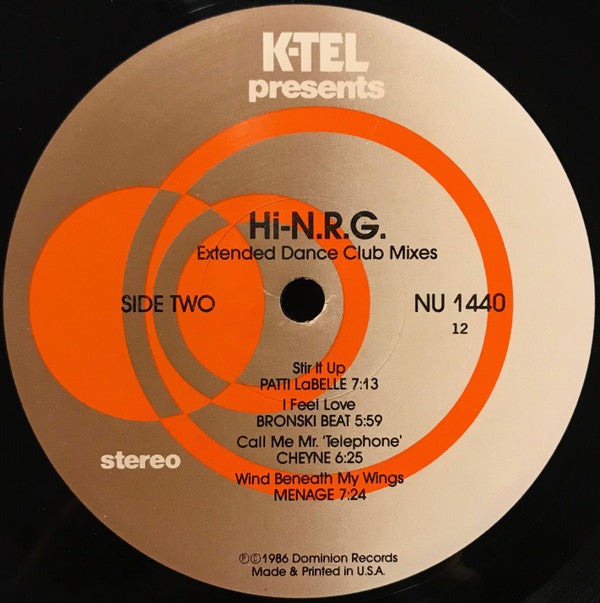 K-TEL
presents
Hi-N.R.G.
Extended Dance Club Mixes
SIDE TWO
NU 1440
12
Stir It Up
PATTI LaBELLE 7:13
I Feel Love
BRONSKI BEAT 5:59
Call Me Mr. 'Telephone'
CHEYNE 6:25
Wind Beneath My Wings
MENAGE 7:24
stereo
℗©1986 Dominion Records
Made & Printed in U.S.A.